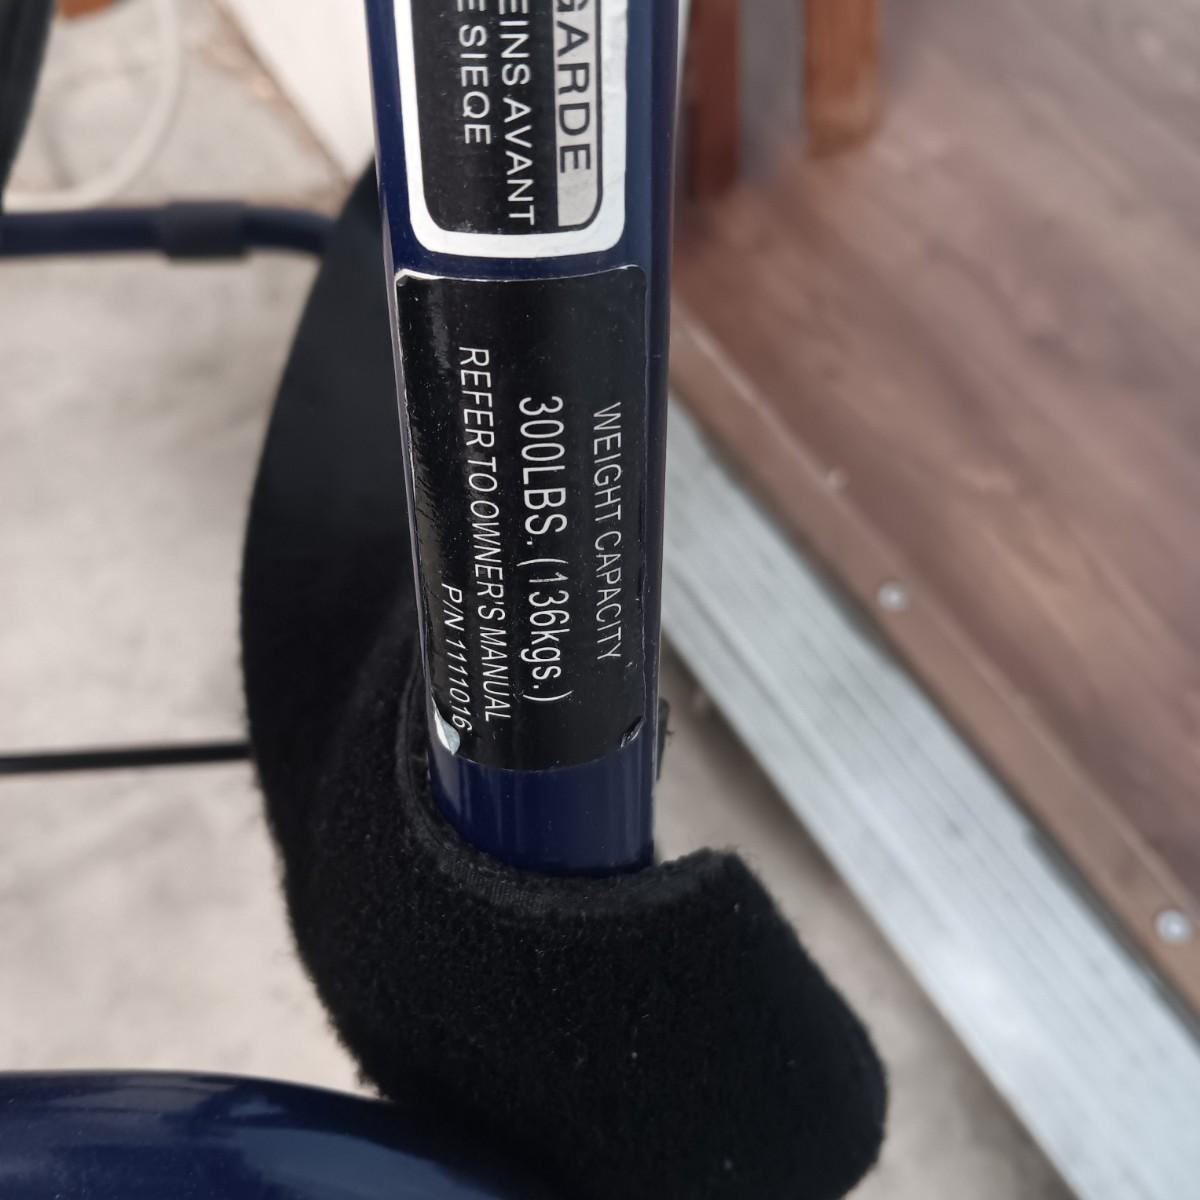 GARDE
EINS AVANT
E SIEQE
WEIGHT CAPACITY
300LBS. (136kgs.)
REFER TO OWNER'S MANUAL
P/N 1111016